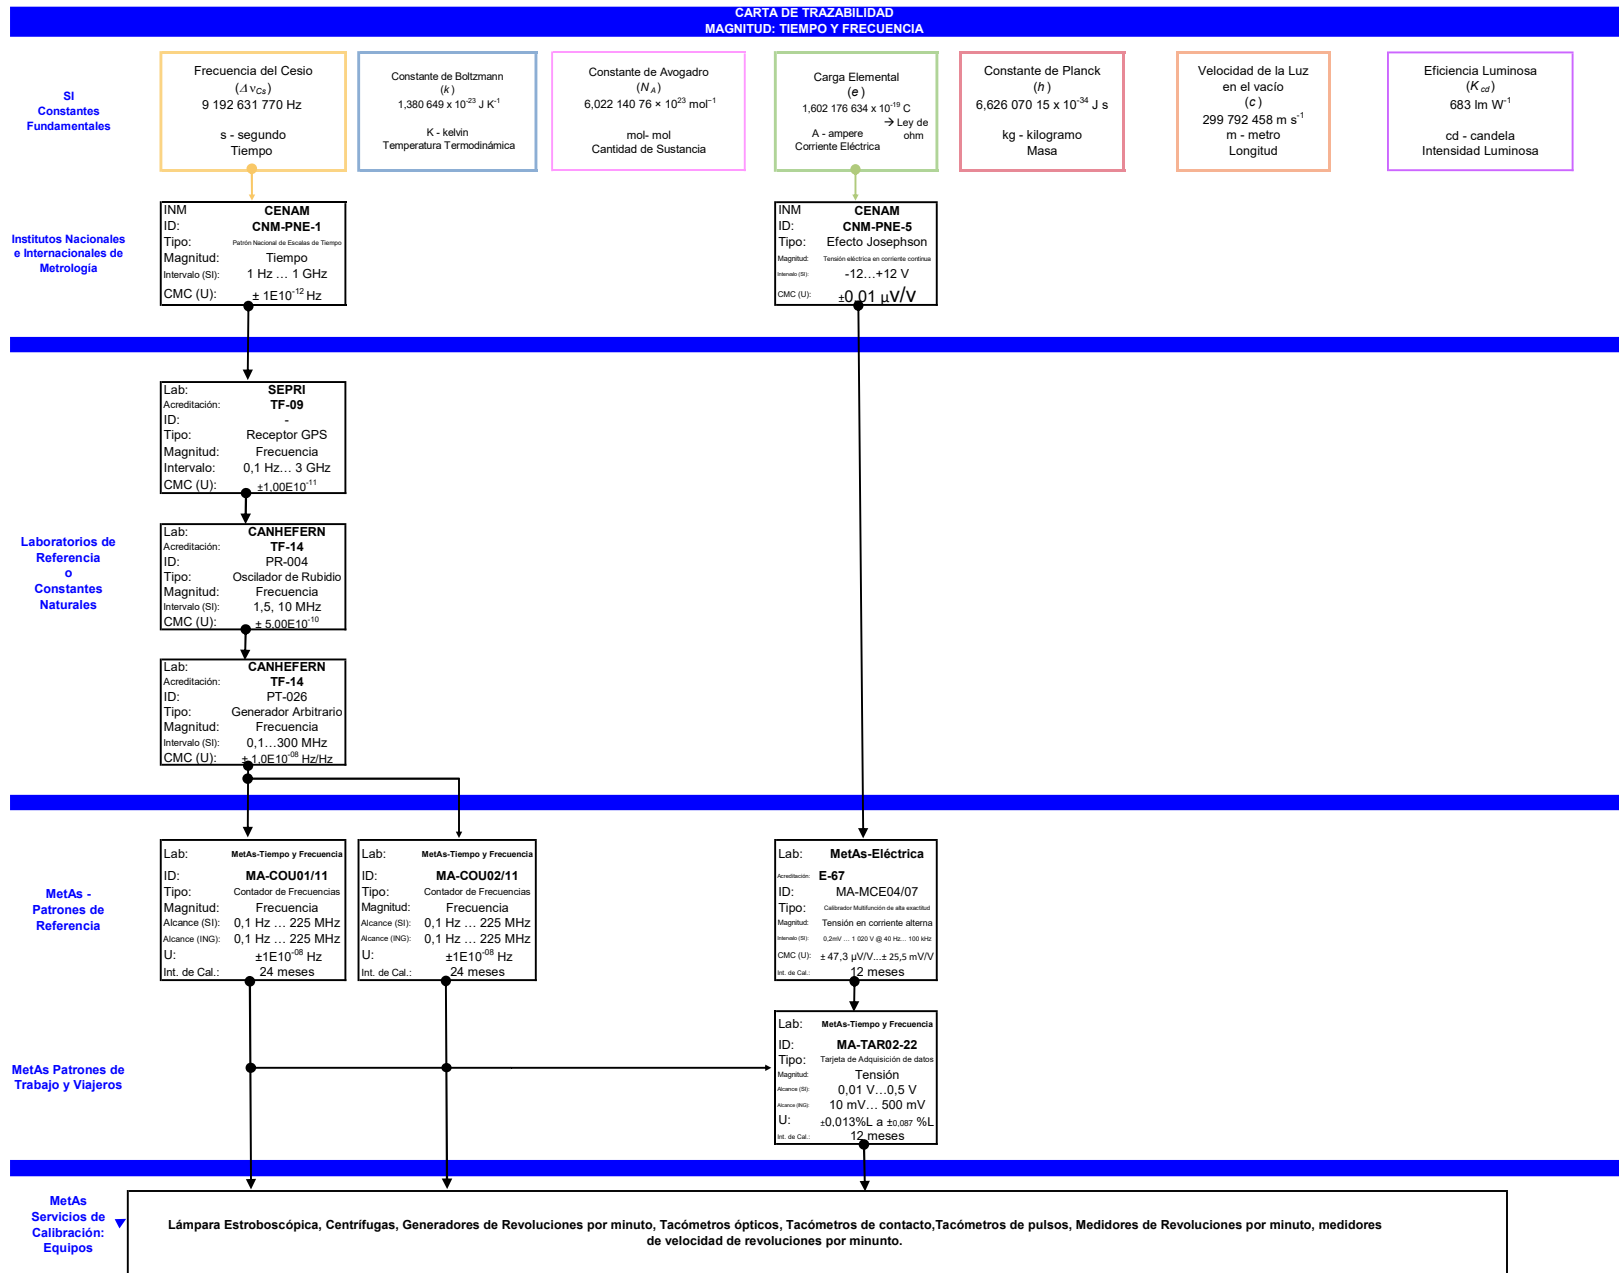 CARTA DE TRAZABILIDAD
MAGNITUD: TIEMPO Y FRECUENCIA
SI
Constantes
Fundamentales
Frecuencia del Cesio
(Δ νCs)
9 192 631 770 Hz
s - segundo
Tiempo
Constante de Boltzmann
(k)
1,380 649 x 10⁻²³ J K⁻¹
K - kelvin
Temperatura Termodinámica
Constante de Avogadro
(N A)
6,022 140 76 × 10²³ mol⁻¹
mol- mol
Cantidad de Sustancia
Carga Elemental
(e )
1,602 176 634 x 10⁻¹⁹ C
→ Ley de
ohm
A - ampere
Corriente Eléctrica
Constante de Planck
(h )
6,626 070 15 x 10⁻³⁴ J s
kg - kilogramo
Masa
Velocidad de la Luz
en el vacío
(c )
299 792 458 m s⁻¹
m - metro
Longitud
Eficiencia Luminosa
(K cd)
683 lm W⁻¹
cd - candela
Intensidad Luminosa
Institutos Nacionales
e Internacionales de
Metrología
INM CENAM
ID: CNM-PNE-1
Tipo: Patrón Nacional de Escalas de Tiempo
Magnitud: Tiempo
Intervalo (SI): 1 Hz … 1 GHz
CMC (U): ± 1E10⁻¹² Hz
INM CENAM
ID: CNM-PNE-5
Tipo: Efecto Josephson
Magnitud: Tensión eléctrica en corriente continua
Intervalo (SI): -12…+12 V
CMC (U): ±0,01 µV/V
Laboratorios de
Referencia
o
Constantes
Naturales
Lab: SEPRI
Acreditación: TF-09
ID: -
Tipo: Receptor GPS
Magnitud: Frecuencia
Intervalo: 0,1 Hz… 3 GHz
CMC (U): ±1,00E10⁻¹¹
Lab: CANHEFERN
Acreditación: TF-14
ID: PR-004
Tipo: Oscilador de Rubidio
Magnitud: Frecuencia
Intervalo (SI): 1,5, 10 MHz
CMC (U): ± 5,00E10⁻¹⁰
Lab: CANHEFERN
Acreditación: TF-14
ID: PT-026
Tipo: Generador Arbitrario
Magnitud: Frecuencia
Intervalo (SI): 0,1…300 MHz
CMC (U): ± 1,0E10⁻⁰⁸ Hz/Hz
MetAs -
Patrones de
Referencia
Lab: MetAs-Tiempo y Frecuencia
ID: MA-COU01/11
Tipo: Contador de Frecuencias
Magnitud: Frecuencia
Alcance (SI): 0,1 Hz … 225 MHz
Alcance (ING): 0,1 Hz … 225 MHz
U: ±1E10⁻⁰⁸ Hz
Int. de Cal.: 24 meses
Lab: MetAs-Tiempo y Frecuencia
ID: MA-COU02/11
Tipo: Contador de Frecuencias
Magnitud: Frecuencia
Alcance (SI): 0,1 Hz … 225 MHz
Alcance (ING): 0,1 Hz … 225 MHz
U: ±1E10⁻⁰⁸ Hz
Int. de Cal.: 24 meses
Lab: MetAs-Eléctrica
Acreditación: E-67
ID: MA-MCE04/07
Tipo: Calibrador Multifunción de alta exactitud
Magnitud: Tensión en corriente alterna
Intervalo (SI): 0,2mV … 1 020 V @ 40 Hz… 100 kHz
CMC (U): ± 47,3 µV/V…± 25,5 mV/V
Int. de Cal.: 12 meses
MetAs Patrones de
Trabajo y Viajeros
Lab: MetAs-Tiempo y Frecuencia
ID: MA-TAR02-22
Tipo: Tarjeta de Adquisición de datos
Magnitud: Tensión
Alcance (SI): 0,01 V…0,5 V
Alcance (ING): 10 mV… 500 mV
U: ±0,013%L a ±0,087 %L
Int. de Cal.: 12 meses
MetAs
Servicios de
Calibración:
Equipos
Lámpara Estroboscópica, Centrífugas, Generadores de Revoluciones por minuto, Tacómetros ópticos, Tacómetros de contacto,Tacómetros de pulsos, Medidores de Revoluciones por minuto, medidores
de velocidad de revoluciones por minunto.